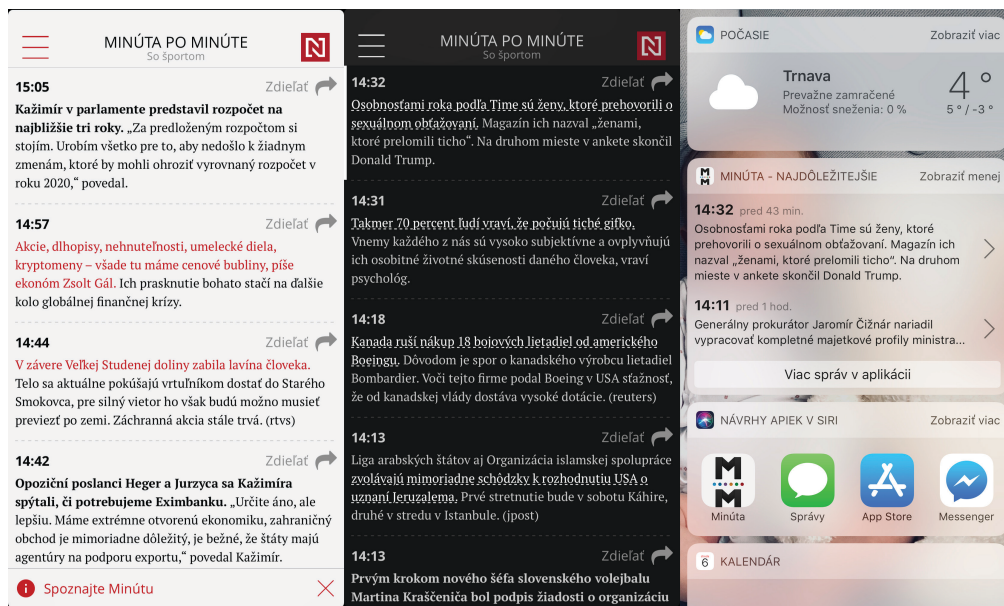 MINÚTA PO MINÚTE
So športom
N
15:05 Zdieľať
Kažimír v parlamente predstavil rozpočet na
najbližšie tri roky. „Za predloženým rozpočtom si
stojím. Urobím všetko pre to, aby nedošlo k žiadnym
zmenám, ktoré by mohli ohroziť vyrovnaný rozpočet v
roku 2020,“ povedal.
14:57 Zdieľať
Akcie, dlhopisy, nehnuteľnosti, umelecké diela,
kryptomeny – všade tu máme cenové bubliny, píše
ekonóm Zsolt Gál. Ich prasknutie bohato stačí na ďalšie
kolo globálnej finančnej krízy.
14:44 Zdieľať
V závere Veľkej Studenej doliny zabila lavína človeka.
Telo sa aktuálne pokúšajú vrtuľníkom dostať do Starého
Smokovca, pre silný vietor ho však budú možno musieť
previezť po zemi. Záchranná akcia stále trvá. (rtvs)
14:42 Zdieľať
Opoziční poslanci Heger a Jurzyca sa Kažimíra
spýtali, či potrebujeme Eximbanku. „Určite áno, ale
lepšiu. Máme extrémne otvorenú ekonomiku, zahraničný
obchod je mimoriadne dôležitý, je bežné, že štáty majú
agentúry na podporu exportu,“ povedal Kažimír.
Spoznajte Minútu
MINÚTA PO MINÚTE
So športom
N
14:32 Zdieľať
Osobnosťami roka podľa Time sú ženy, ktoré prehovorili o
sexuálnom obťažovaní. Magazín ich nazval „ženami,
ktoré prelomili ticho“. Na druhom mieste v ankete skončil
Donald Trump.
14:31 Zdieľať
Takmer 70 percent ľudí vraví, že počujú tiché gifko.
Vnemy každého z nás sú vysoko subjektívne a ovplyvňujú
ich osobitné životné skúsenosti daného človeka, vraví
psychológ.
14:18 Zdieľať
Kanada ruší nákup 18 bojových lietadiel od amerického
Boeingu. Dôvodom je spor o kanadského výrobcu lietadiel
Bombardier. Voči tejto firme podal Boeing v USA sťažnosť,
že od kanadskej vlády dostáva vysoké dotácie. (reuters)
14:13 Zdieľať
Liga arabských štátov aj Organizácia islamskej spolupráce
zvolávajú mimoriadne schôdzky k rozhodnutiu USA o
uznaní Jeruzalema. Prvé stretnutie bude v sobotu Káhire,
druhé v stredu v Istanbule. (jpost)
14:13 Zdieľať
Prvým krokom nového šéfa slovenského volejbalu
Martina Kraščeniča bol podpis žiadosti o organizáciu
POČASIE Zobraziť viac
Trnava
Prevažne zamračené
Možnosť sneženia: 0 %
4°
5°/-3°
MINÚTA - NAJDÔLEŽITEJŠIE Zobraziť menej
14:32 pred 43 min.
Osobnosťami roka podľa Time sú ženy, ktoré
prehovorili o sexuálnom obťažovaní. Magazín ich
nazval „ženami, ktoré prelomili ticho“. Na druhom
mieste v ankete skončil Donald Trump.
14:11 pred 1 hod.
Generálny prokurátor Jaromír Čižnár nariadil
vypracovať kompletné majetkové profily ministra...
Viac správ v aplikácii
NÁVRHY APIEK V SIRI Zobraziť viac
M
M
Minúta Správy App Store Messenger
6 KALENDÁR